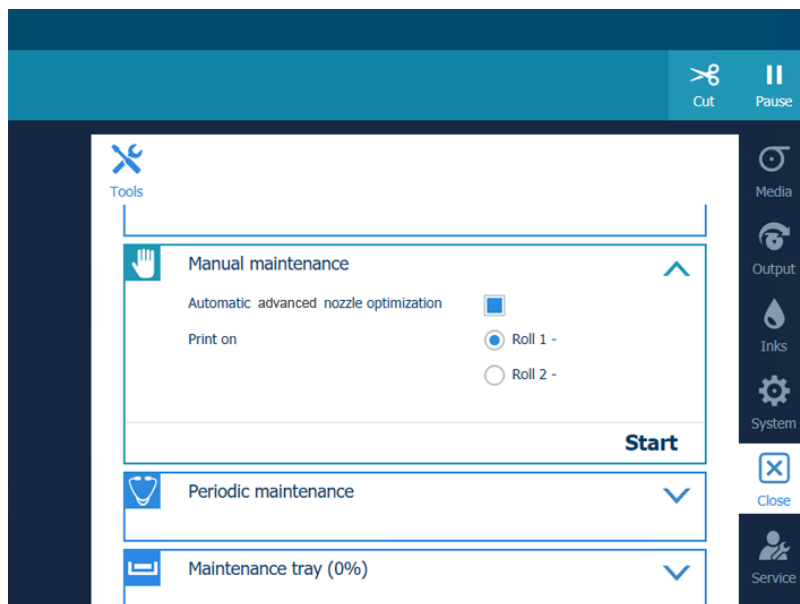 Cut
Pause
Tools
Media
Manual maintenance
Automatic advanced nozzle optimization
Output
Print on
Roll 1 -
Inks
Roll 2 -
System
Start
Periodic maintenance
Close
Maintenance tray (0%)
Service